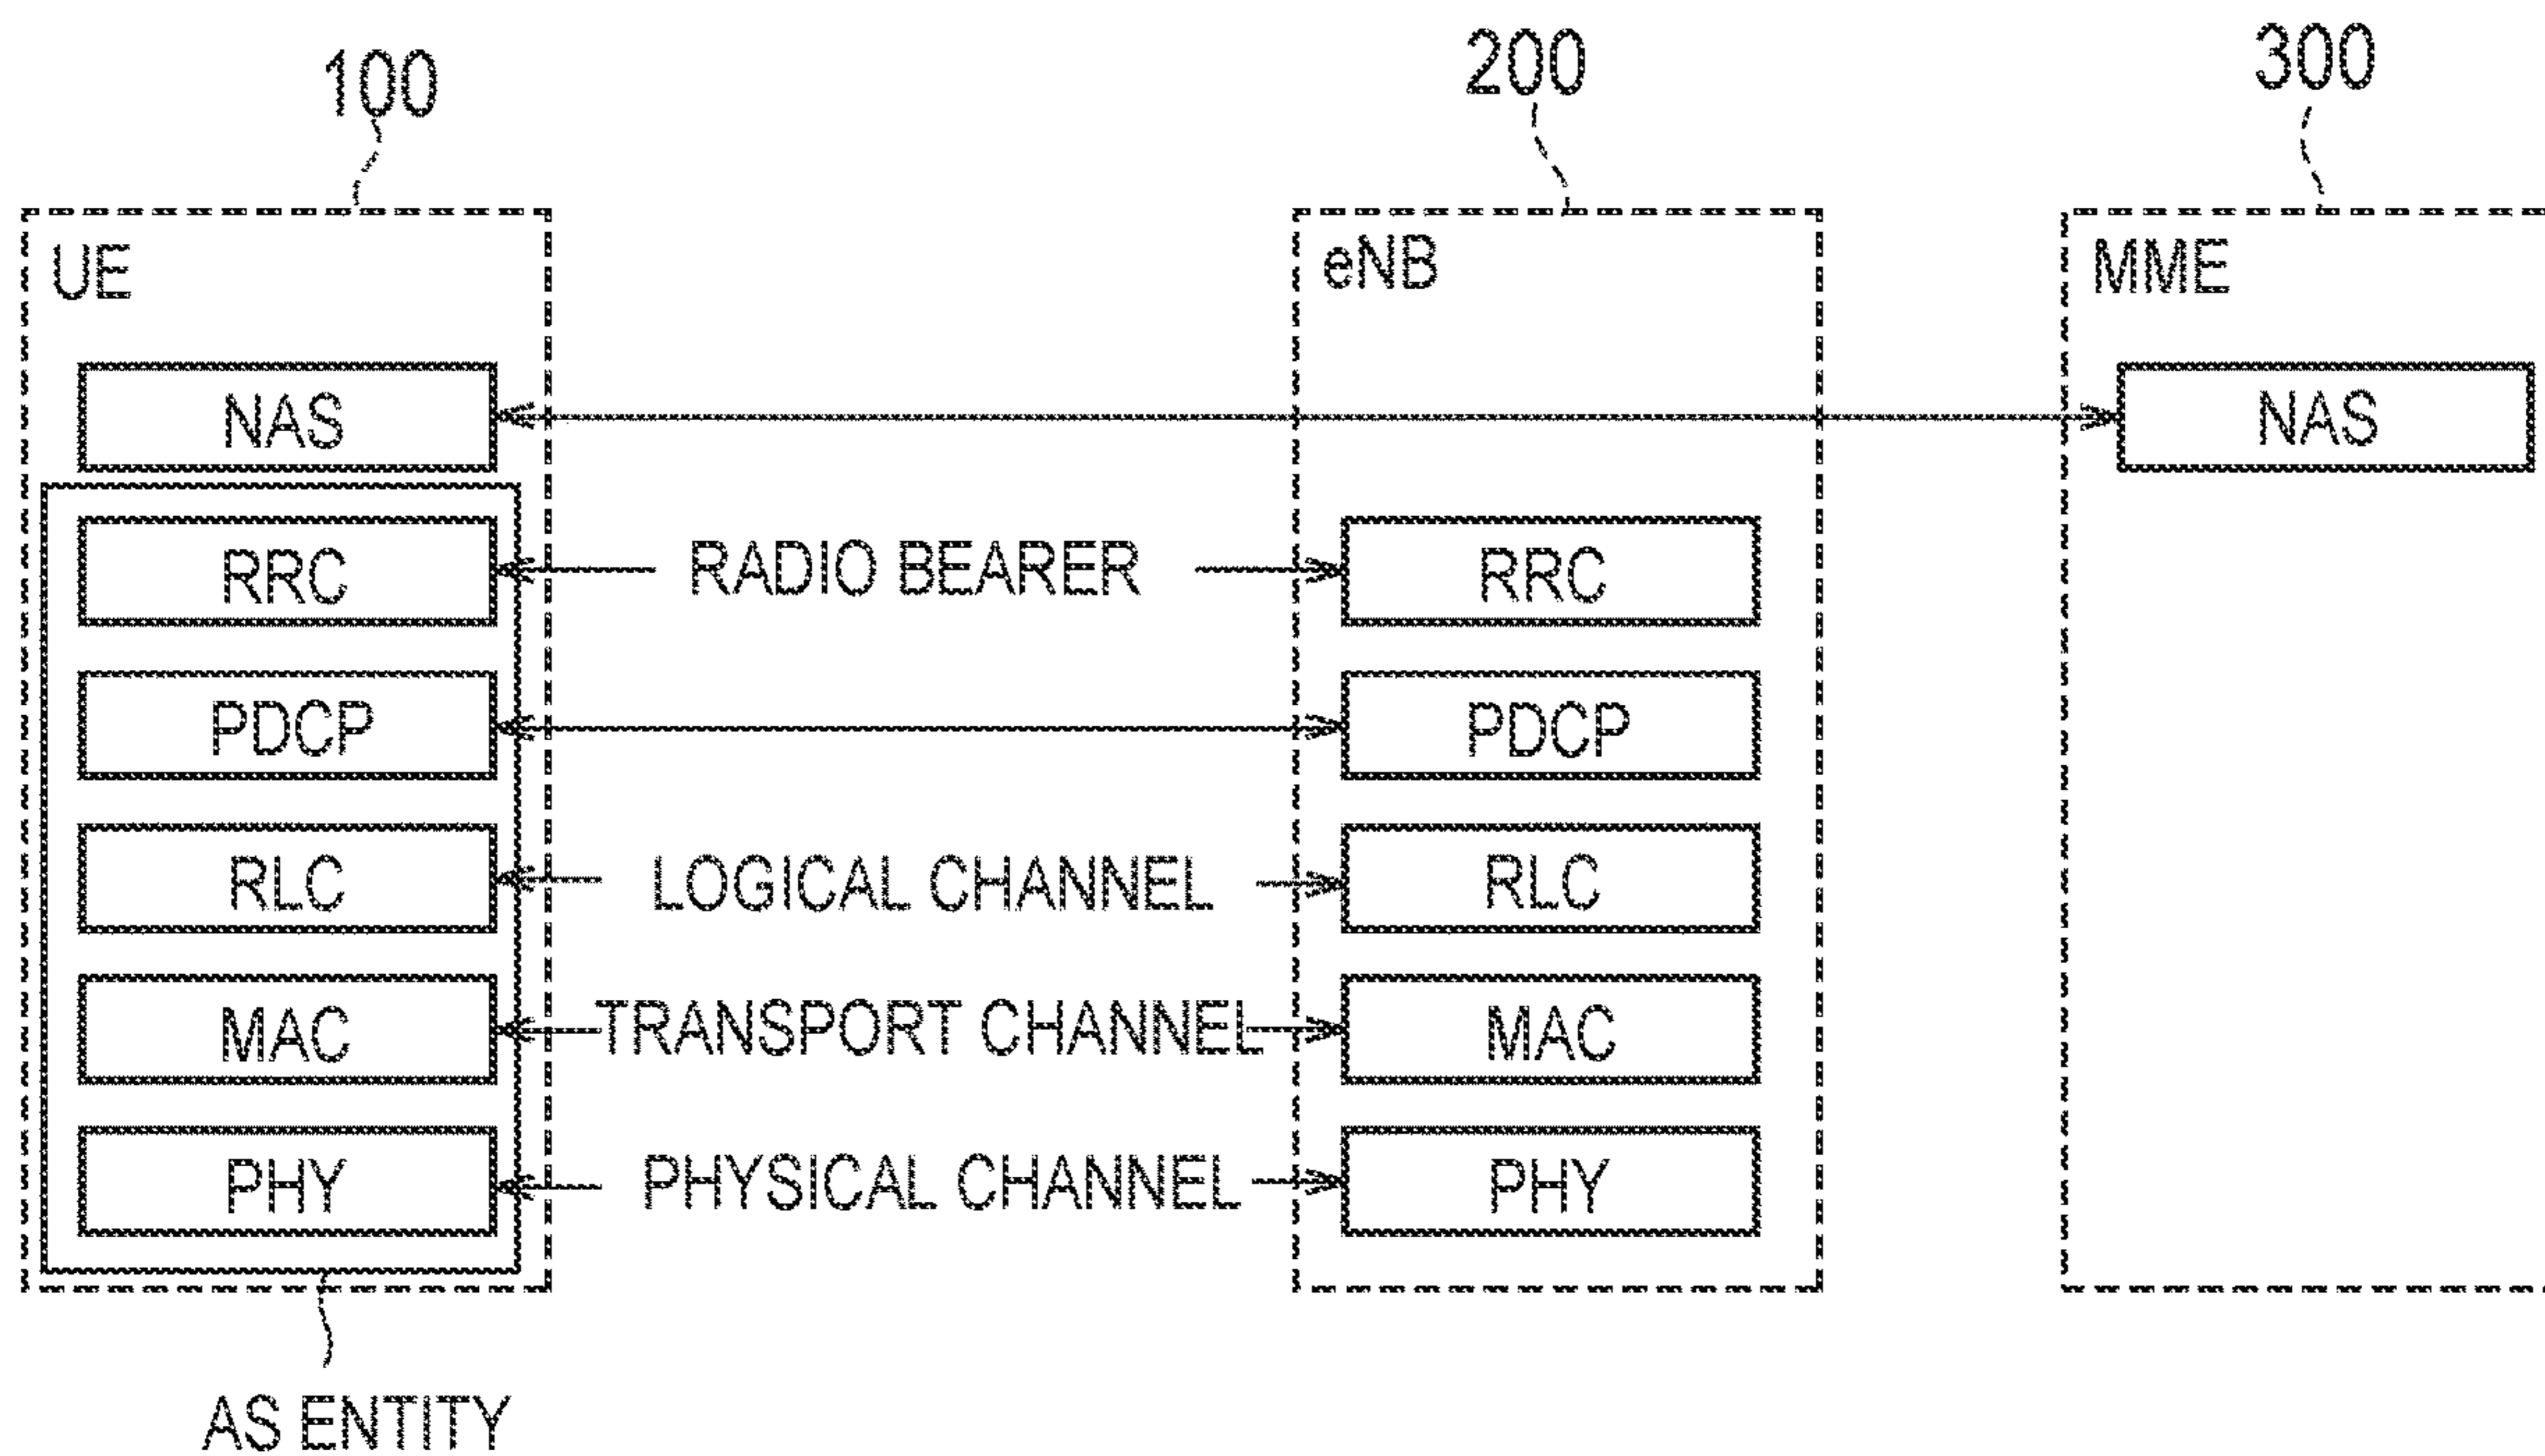 100
200
300
UE
eNB
MME
NAS
NAS
RRC
RADIO BEARER
RRC
PDCP
PDCP
RLC
LOGICAL CHANNEL
RLC
MAC
TRANSPORT CHANNEL
MAC
PHY
PHYSICAL CHANNEL
PHY
AS ENTITY